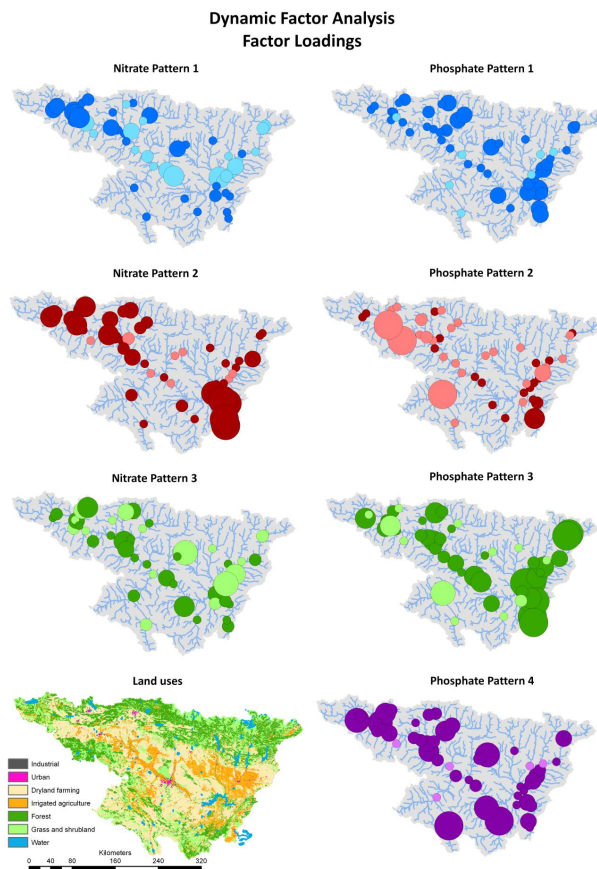 Dynamic Factor Analysis
Factor Loadings
Nitrate Pattern 1
Phosphate Pattern 1
Nitrate Pattern 2
Phosphate Pattern 2
Nitrate Pattern 3
Phosphate Pattern 3
Land uses
Phosphate Pattern 4
Industrial
Urban
Dryland farming
Irrigated agriculture
Forest
Grass and shrubland
Water
Kilometers
0 20 40 80 160 240 320